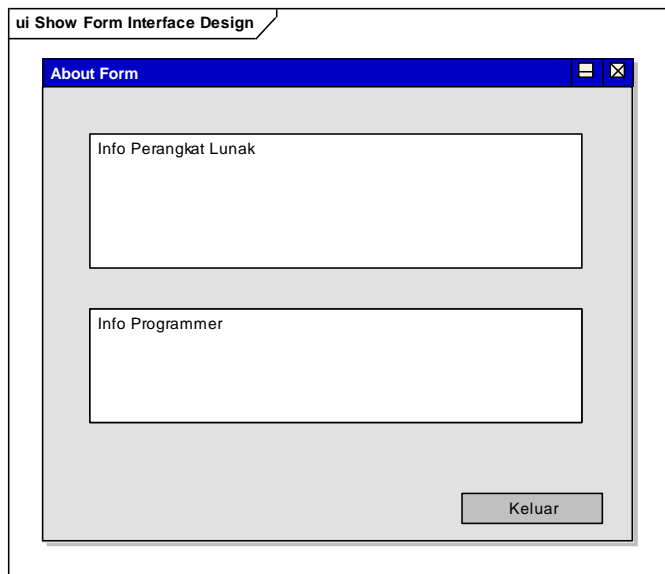 ui Show Form Interface Design
About Form
Info Perangkat Lunak
Info Programmer
Keluar